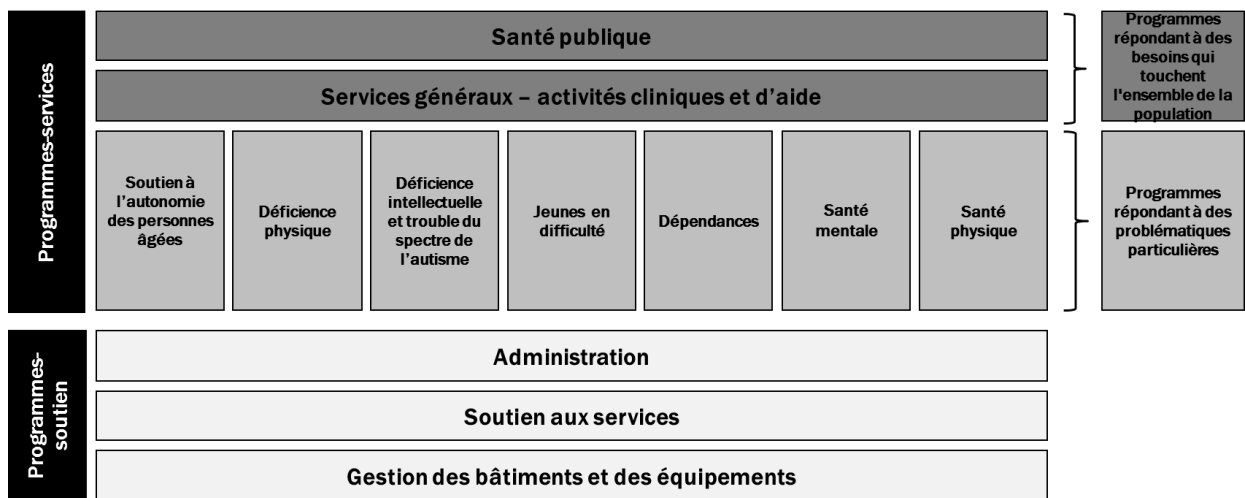 Programmes-services
Santé publique
Services généraux – activités cliniques et d'aide
Programmes
répondant à des
besoins qui
touchent
l'ensemble de la
population
Soutien à
l'autonomie
des personnes
âgées
Déficience
physique
Déficience
intellectuelle
et trouble du
spectre de
l'autisme
Jeunes en
difficulté
Dépendances
Santé
mentale
Santé
physique
Programmes
répondant à des
problématiques
particulières
Programmes-
soutien
Administration
Soutien aux services
Gestion des bâtiments et des équipements